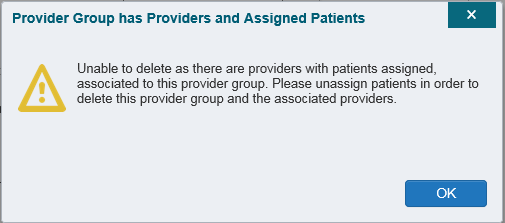 Provider Group has Providers and Assigned Patients
Unable to delete as there are providers with patients assigned,
associated to this provider group. Please unassign patients in order to
delete this provider group and the associated providers.
OK